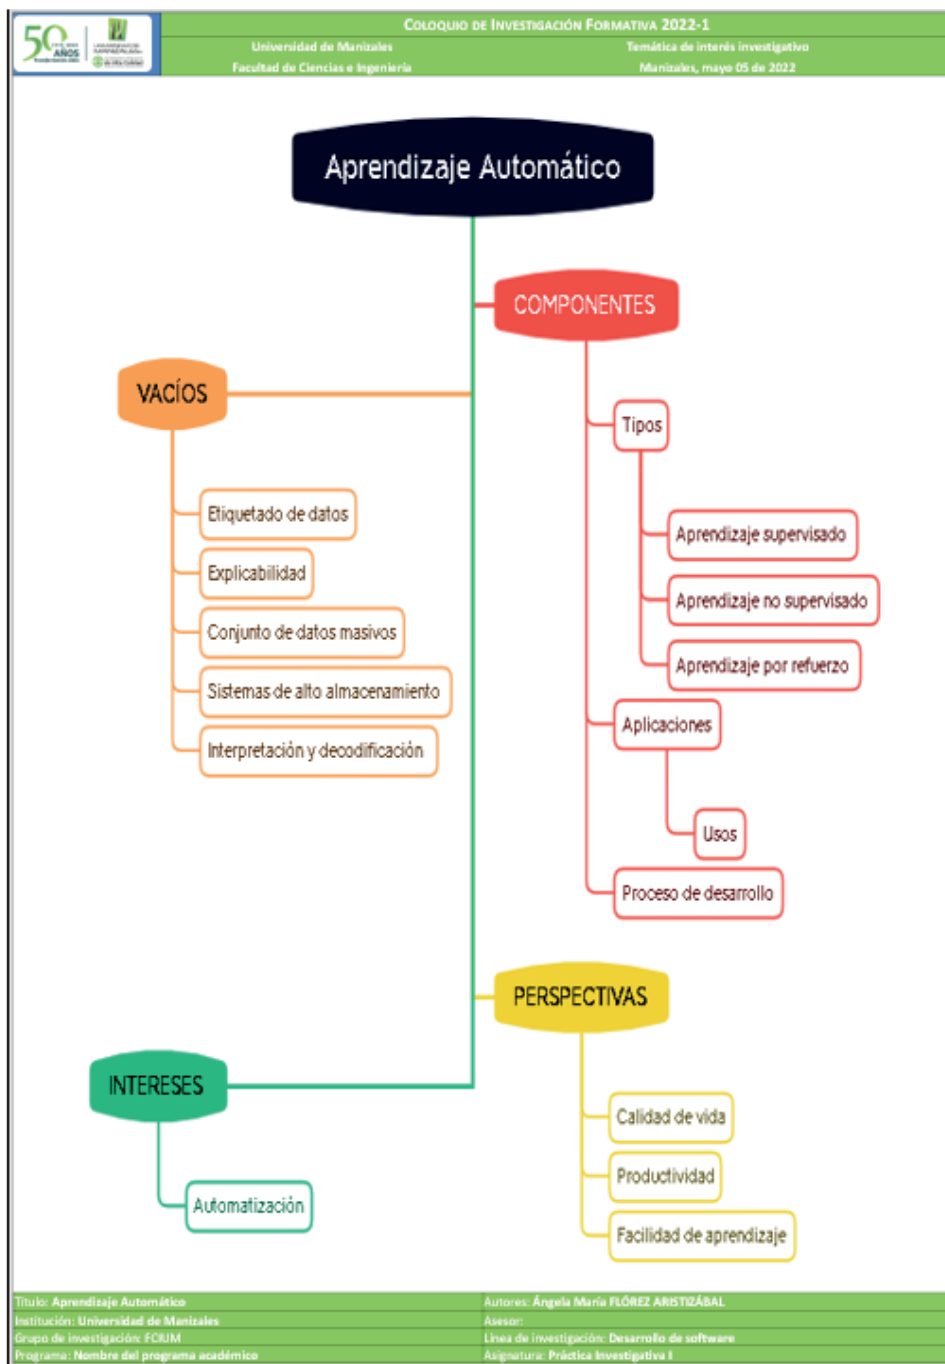 50 AÑOS
COLOQUIO DE INVESTIGACIÓN FORMATIVA 2022-1
Universidad de Manizales
Temática de interés investigativo
Facultad de Ciencias e Ingeniería
Manizales, mayo 05 de 2022
Aprendizaje Automático
COMPONENTES
Tipos
Aprendizaje supervisado
Aprendizaje no supervisado
Aprendizaje por refuerzo
Aplicaciones
Usos
Proceso de desarrollo
VACÍOS
Etiquetado de datos
Explicabilidad
Conjunto de datos masivos
Sistemas de alto almacenamiento
Interpretación y decodificación
PERSPECTIVAS
Calidad de vida
Productividad
Facilidad de aprendizaje
INTERESES
Automatización
Título: Aprendizaje Automático
Autores: Ángela María FLÓREZ ARISTIZÁBAL
Institución: Universidad de Manizales
Asesor:
Grupo de investigación: FCIUM
Línea de investigación: Desarrollo de software
Programa: Nombre del programa académico
Asignatura: Práctica Investigativa I